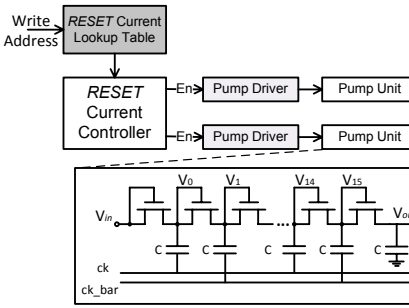 Write
Address
RESET Current
Lookup Table
RESET
Current
Controller
En
Pump Driver
Pump Unit
En
Pump Driver
Pump Unit
V0 V1 V14 V15
Vin ... 
C C C C C
ck
ck_bar